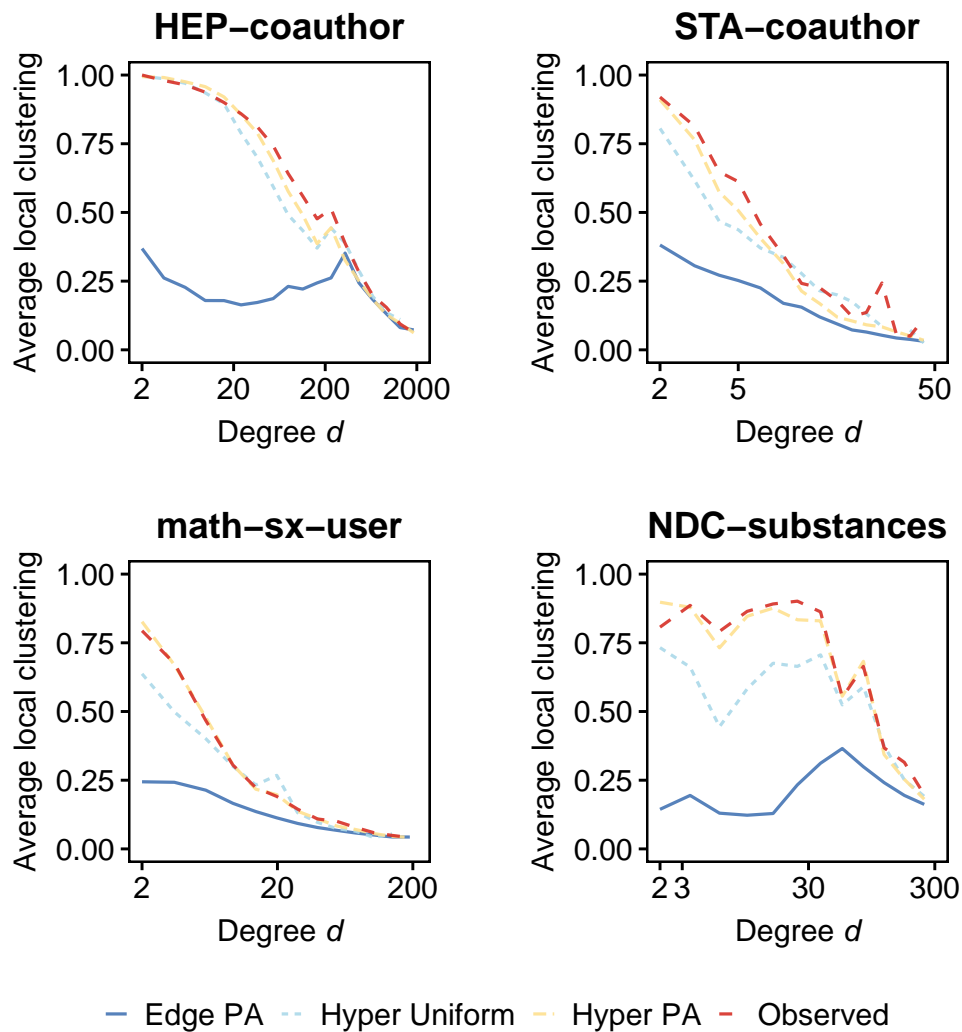 HEP−coauthor
Average local clustering
1.00
0.75
0.50
0.25
0.00
2 20 200 2000
Degree d
STA−coauthor
Average local clustering
1.00
0.75
0.50
0.25
0.00
2 5 50
Degree d
math−sx−user
Average local clustering
1.00
0.75
0.50
0.25
0.00
2 20 200
Degree d
NDC−substances
Average local clustering
1.00
0.75
0.50
0.25
0.00
2 3 30 300
Degree d
Edge PA Hyper Uniform Hyper PA Observed